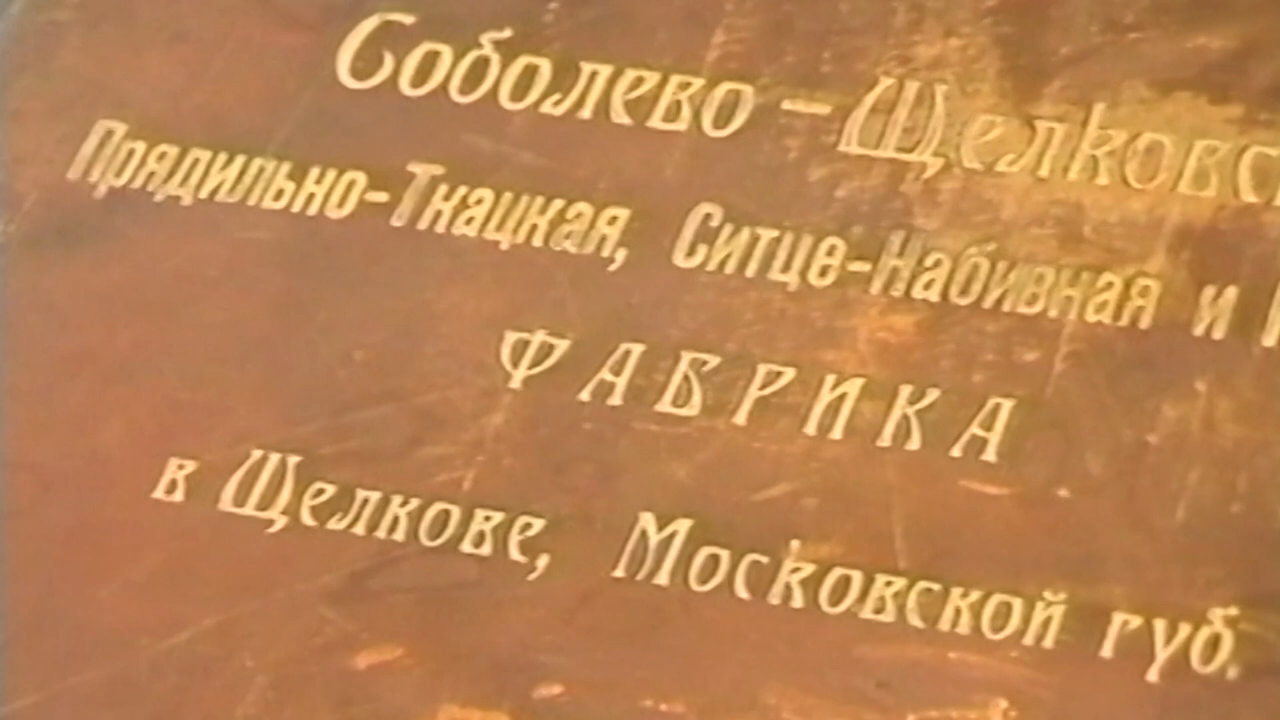 Соболево – Щелковс
Прядильно-Ткацкая, Ситце-Набивная и
ФАБРИКА
в Щелкове, Московской губ.